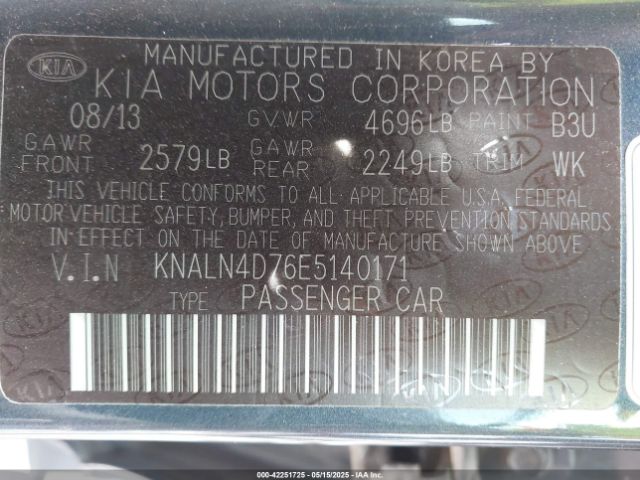 MANUFACTURED IN KOREA BY
KIA KIA MOTORS CORPORATION
08/13 GVWR 4696LB PAINT B3U
GAWR FRONT 2579LB GAWR REAR 2249LB TRIM WK
THIS VEHICLE CONFORMS TO ALL APPLICABLE U.S.A. FEDERAL
MOTOR VEHICLE SAFETY, BUMPER, AND THEFT PREVENTION STANDARDS
IN EFFECT ON THE DATE OF MANUFACTURE SHOWN ABOVE.
V.I.N KNALN4D76E5140171
TYPE PASSENGER CAR
000-42251725 - 05/15/2025 - IAAI.COM